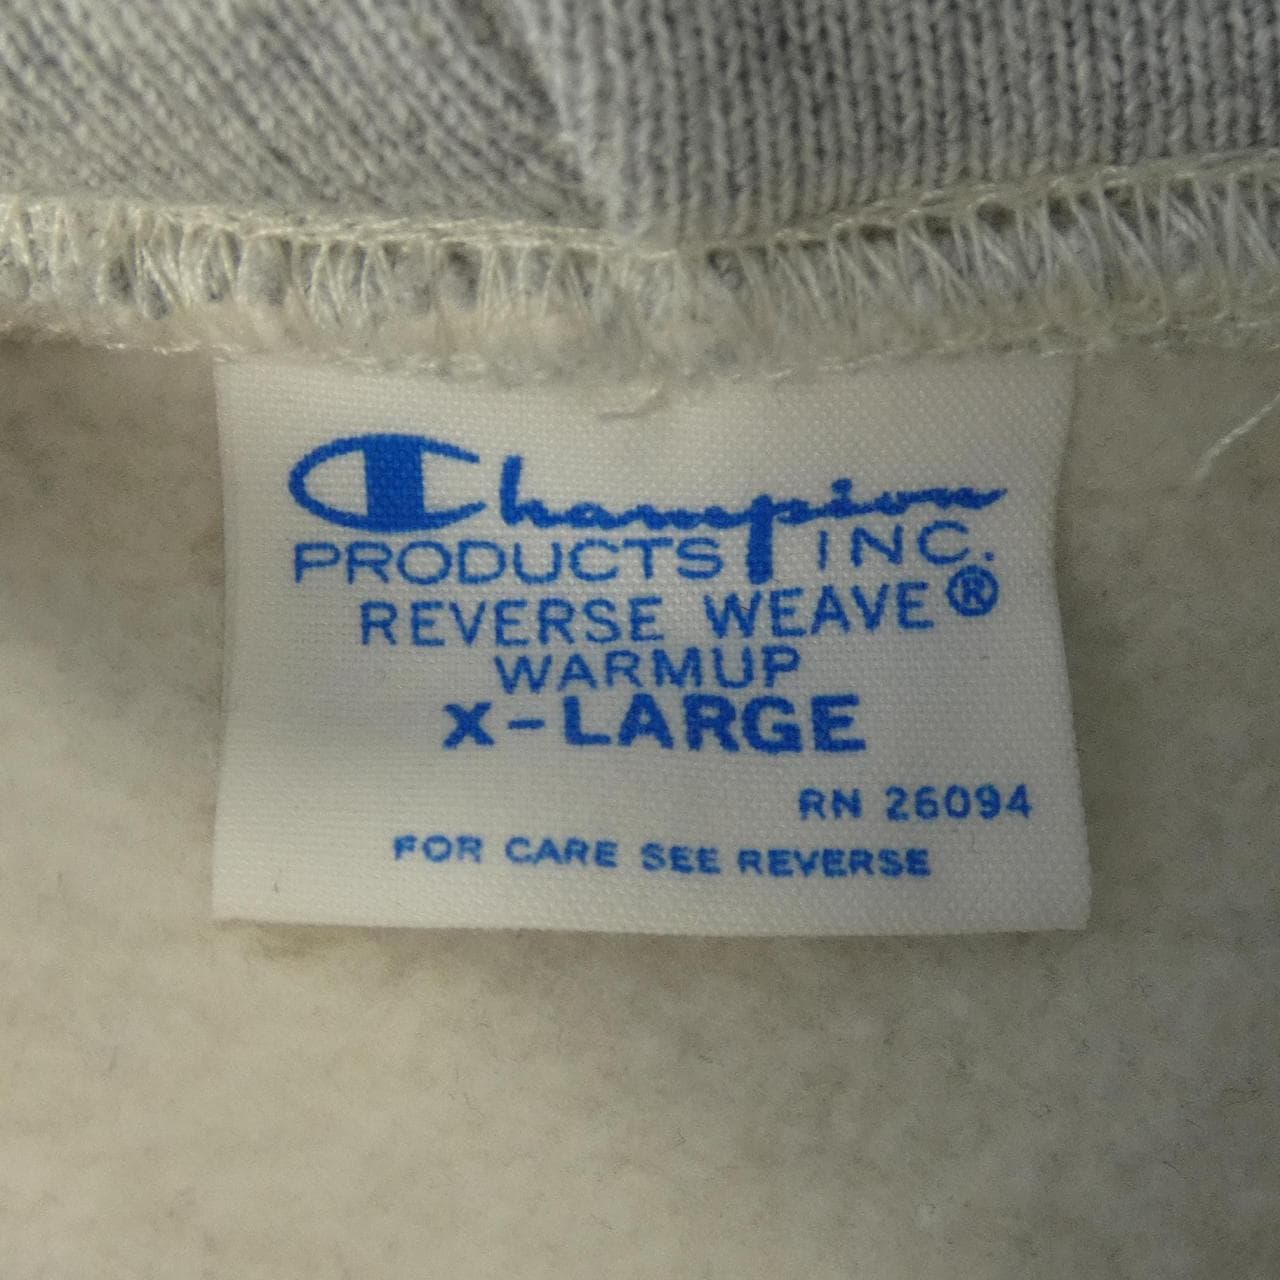 Champion
PRODUCTS INC.
REVERSE WEAVE®
WARMUP
X-LARGE
RN 26094
FOR CARE SEE REVERSE